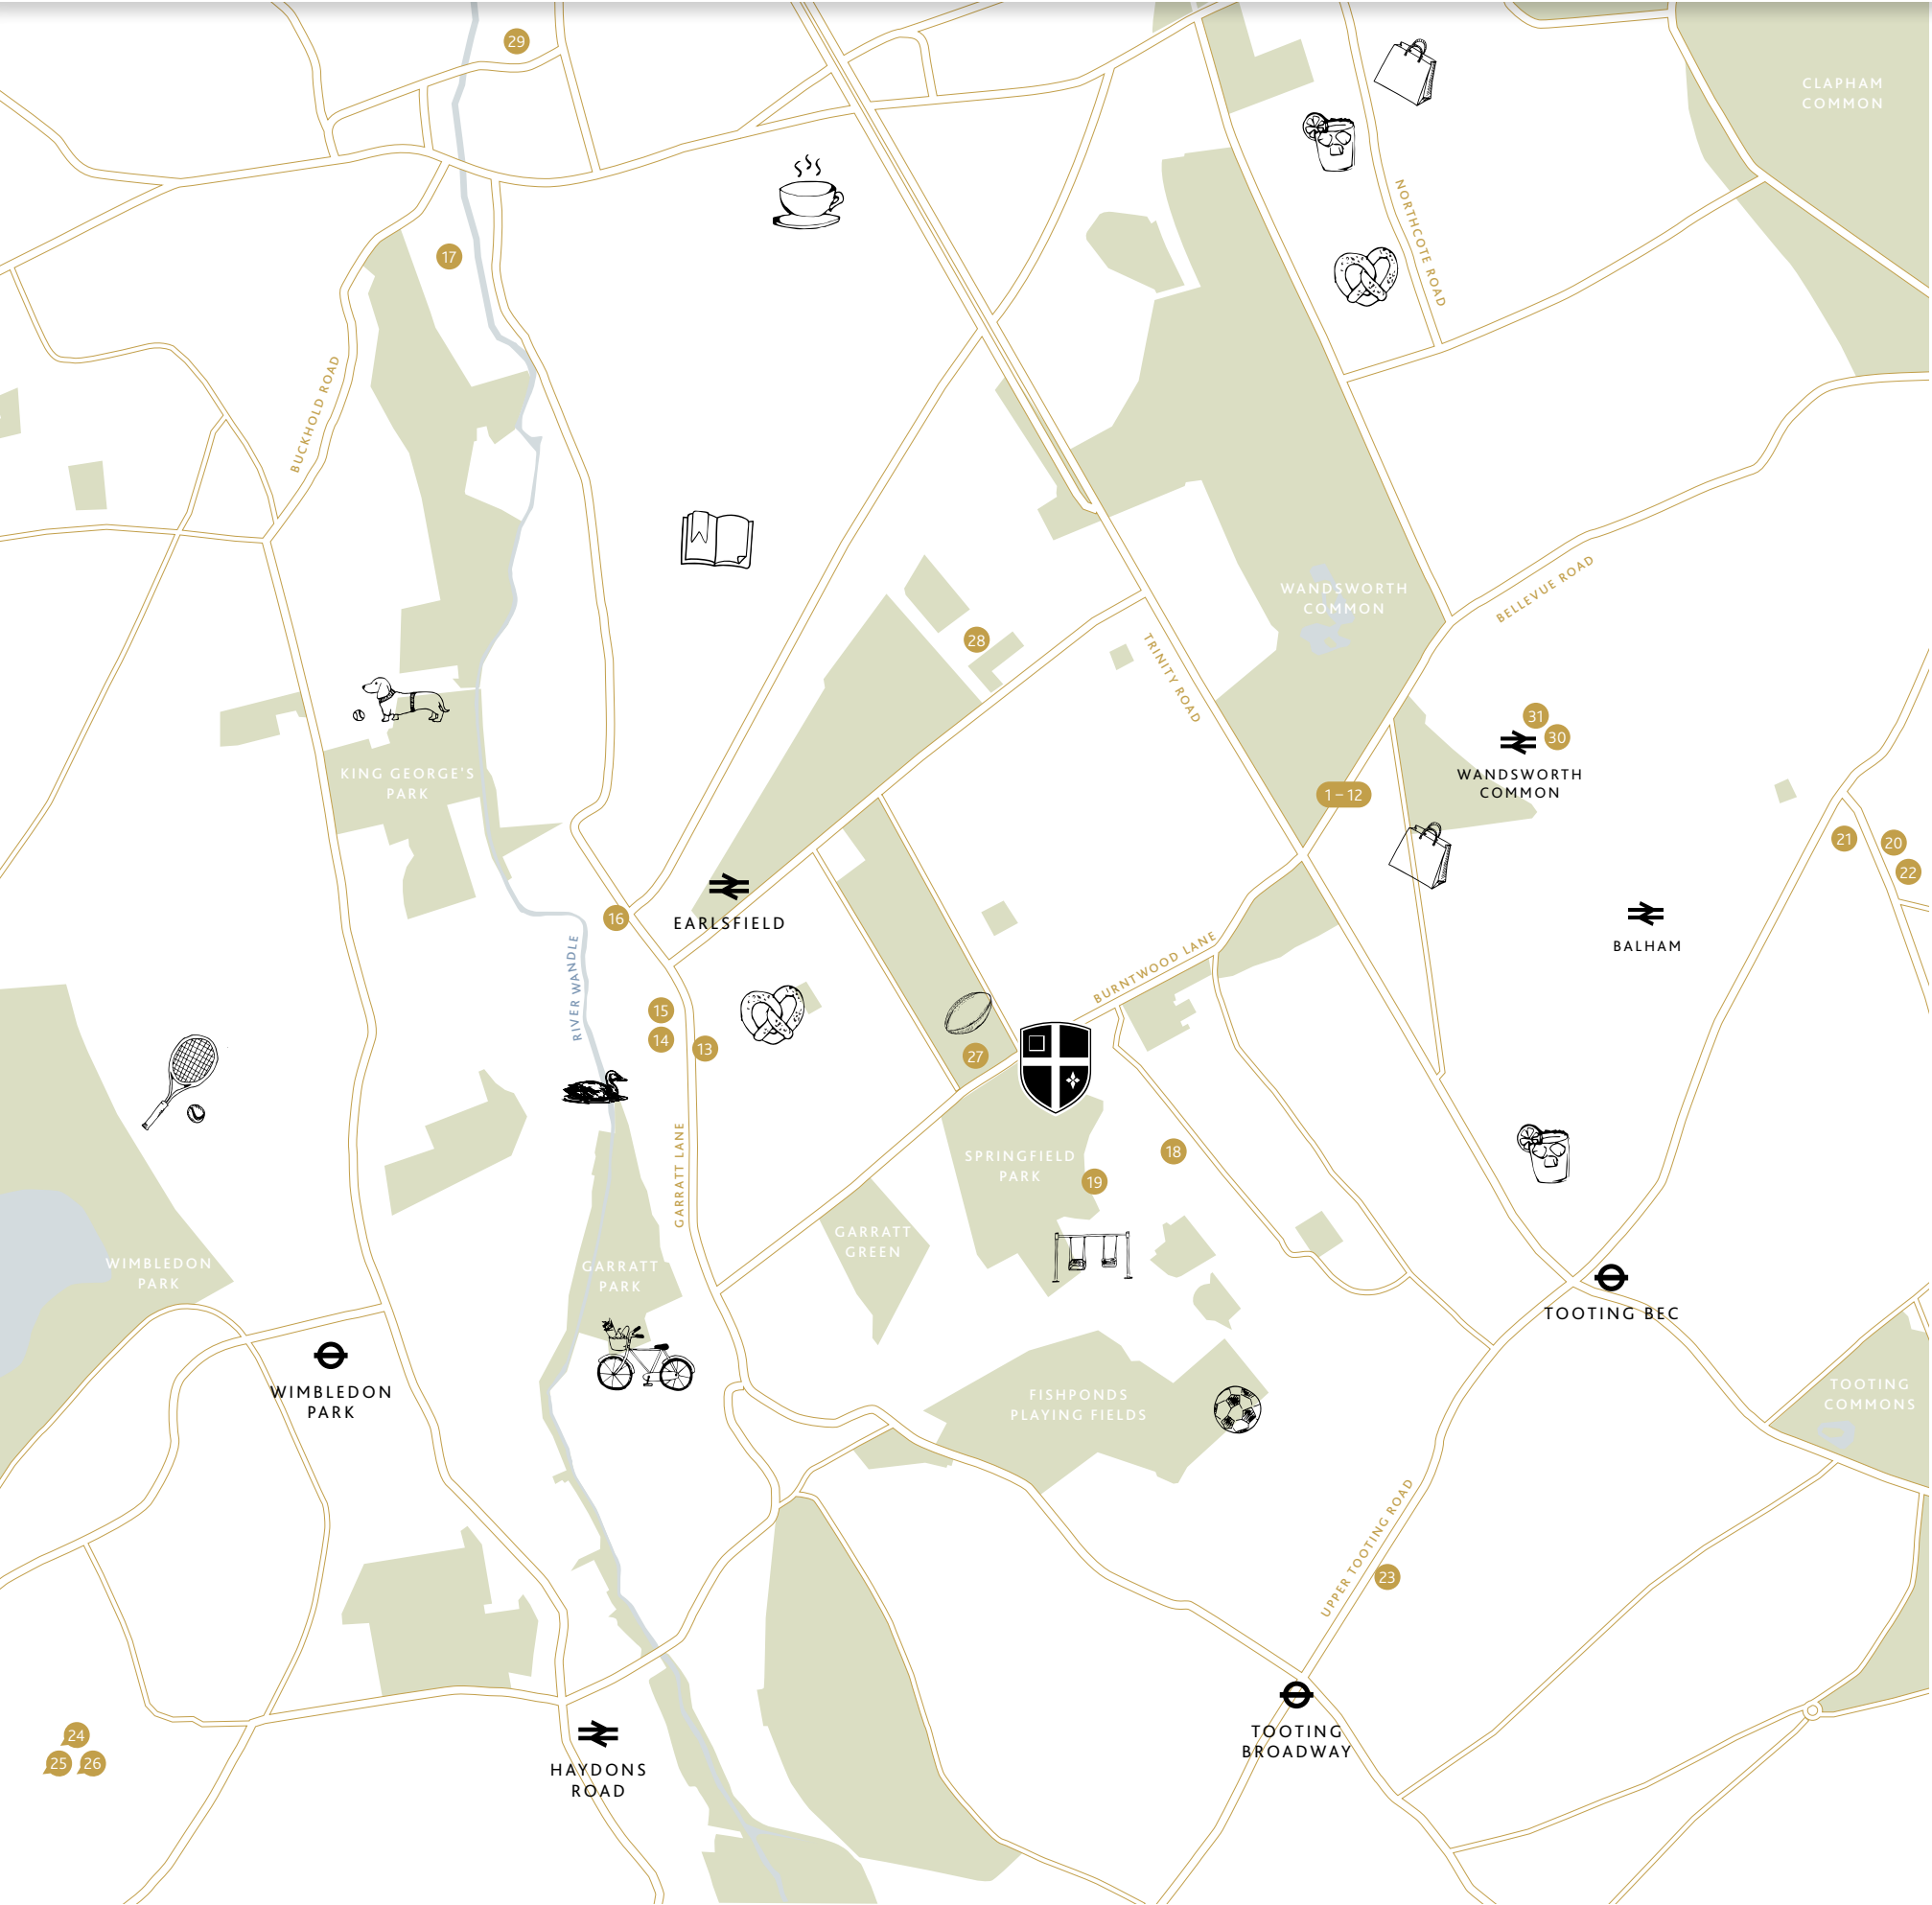 29
CLAPHAM
COMMON
NORTHCOTE ROAD
17
BUCKHOLD ROAD
WANDSWORTH
COMMON
BELLEVUE ROAD
28
TRINITY ROAD
31
30
WANDSWORTH
COMMON
KING GEORGE'S
PARK
1 – 12
21
20
22
16
EARLSFIELD
BALHAM
RIVER WANDLE
BURNTWOOD LANE
15
14
13
27
GARRATT LANE
SPRINGFIELD
PARK
18
19
GARRATT
GREEN
WIMBLEDON
PARK
GARRATT
PARK
TOOTING BEC
WIMBLEDON
PARK
FISHPONDS
PLAYING FIELDS
TOOTING
COMMONS
UPPER TOOTING ROAD
23
24
25
26
HAYDONS
ROAD
TOOTING
BROADWAY